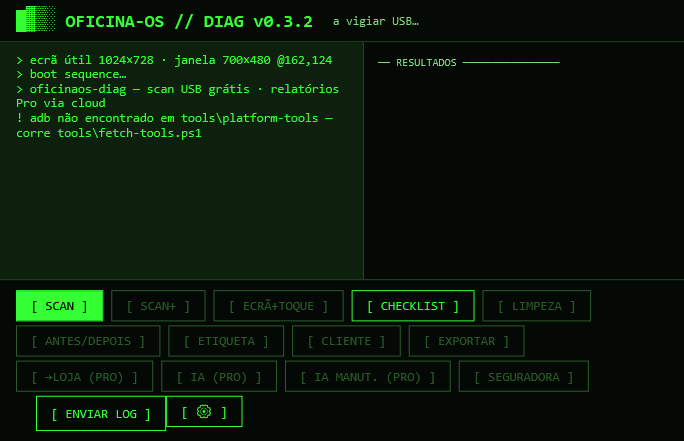 OFICINA-OS // DIAG v0.3.2 a vigiar USB…
> ecrã útil 1024×728 · janela 700×480 @162,124
> boot sequence…
> oficinaos-diag — scan USB grátis · relatórios
Pro via cloud
! adb não encontrado em tools\platform-tools —
corre tools\fetch-tools.ps1
── RESULTADOS ────────────────
[ SCAN ] [ SCAN+ ] [ ECRÃ+TOQUE ] [ CHECKLIST ] [ LIMPEZA ]
[ ANTES/DEPOIS ] [ ETIQUETA ] [ CLIENTE ] [ EXPORTAR ]
[ →LOJA (PRO) ] [ IA (PRO) ] [ IA MANUT. (PRO) ] [ SEGURADORA ]
[ ENVIAR LOG ] [ ⚙ ]